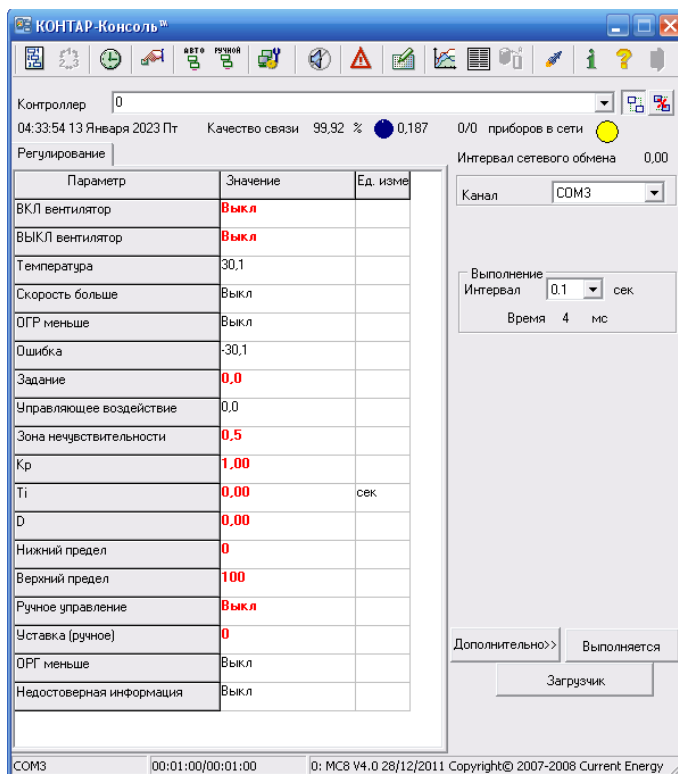 КОНТАР-Консоль™
АВТО РУЧНОЙ
Контроллер 0
04:33:54 13 Января 2023 Пт Качество связи 99,92 % 0,187 0/0 приборов в сети
Регулирование
Интервал сетевого обмена 0,00
Параметр Значение Ед. изме
Канал COM3
ВКЛ вентилятор Выкл
ВЫКЛ вентилятор Выкл
Температура 30,1
Выполнение
Интервал 0.1 сек
Время 4 мс
Скорость больше Выкл
ОГР меньше Выкл
Ошибка -30,1
Задание 0,0
Управляющее воздействие 0,0
Зона нечувствительности 0,5
Kp 1,00
Ti 0,00 сек
D 0,00
Нижний предел 0
Верхний предел 100
Ручное управление Выкл
Уставка (ручное) 0
ОРГ меньше Выкл
Недостоверная информация Выкл
Дополнительно>> Выполняется
Загрузчик
COM3 00:01:00/00:01:00 0: MC8 V4.0 28/12/2011 Copyright© 2007-2008 Current Energy